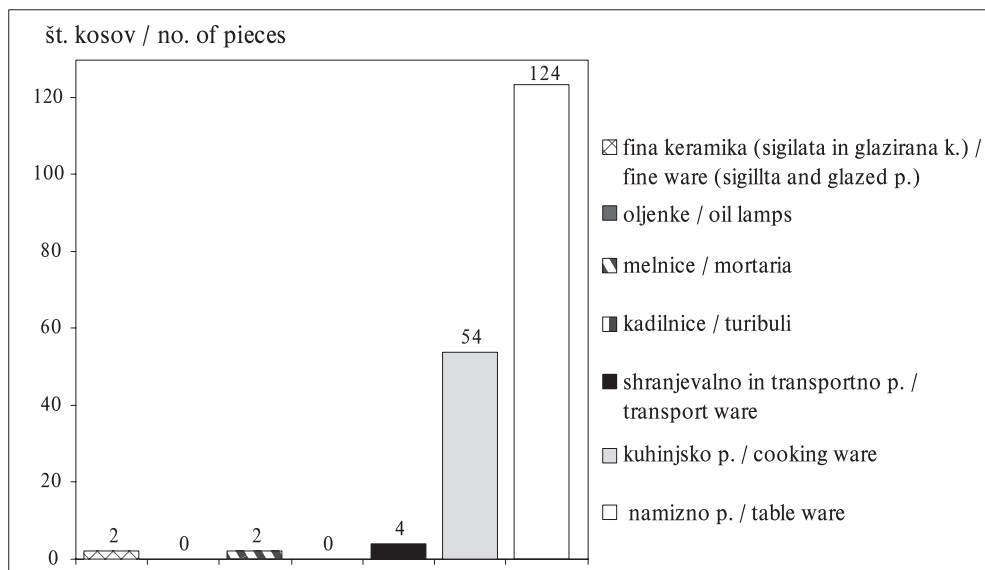 št. kosov / no. of pieces
120
100
80
60
40
20
0
2
0
2
0
4
54
124
fina keramika (sigilata in glazirana k.) /
fine ware (sigillta and glazed p.)
oljenke / oil lamps
melnice / mortaria
kadilnice / turibuli
shranjevalno in transportno p. /
transport ware
kuhinjsko p. / cooking ware
namizno p. / table ware